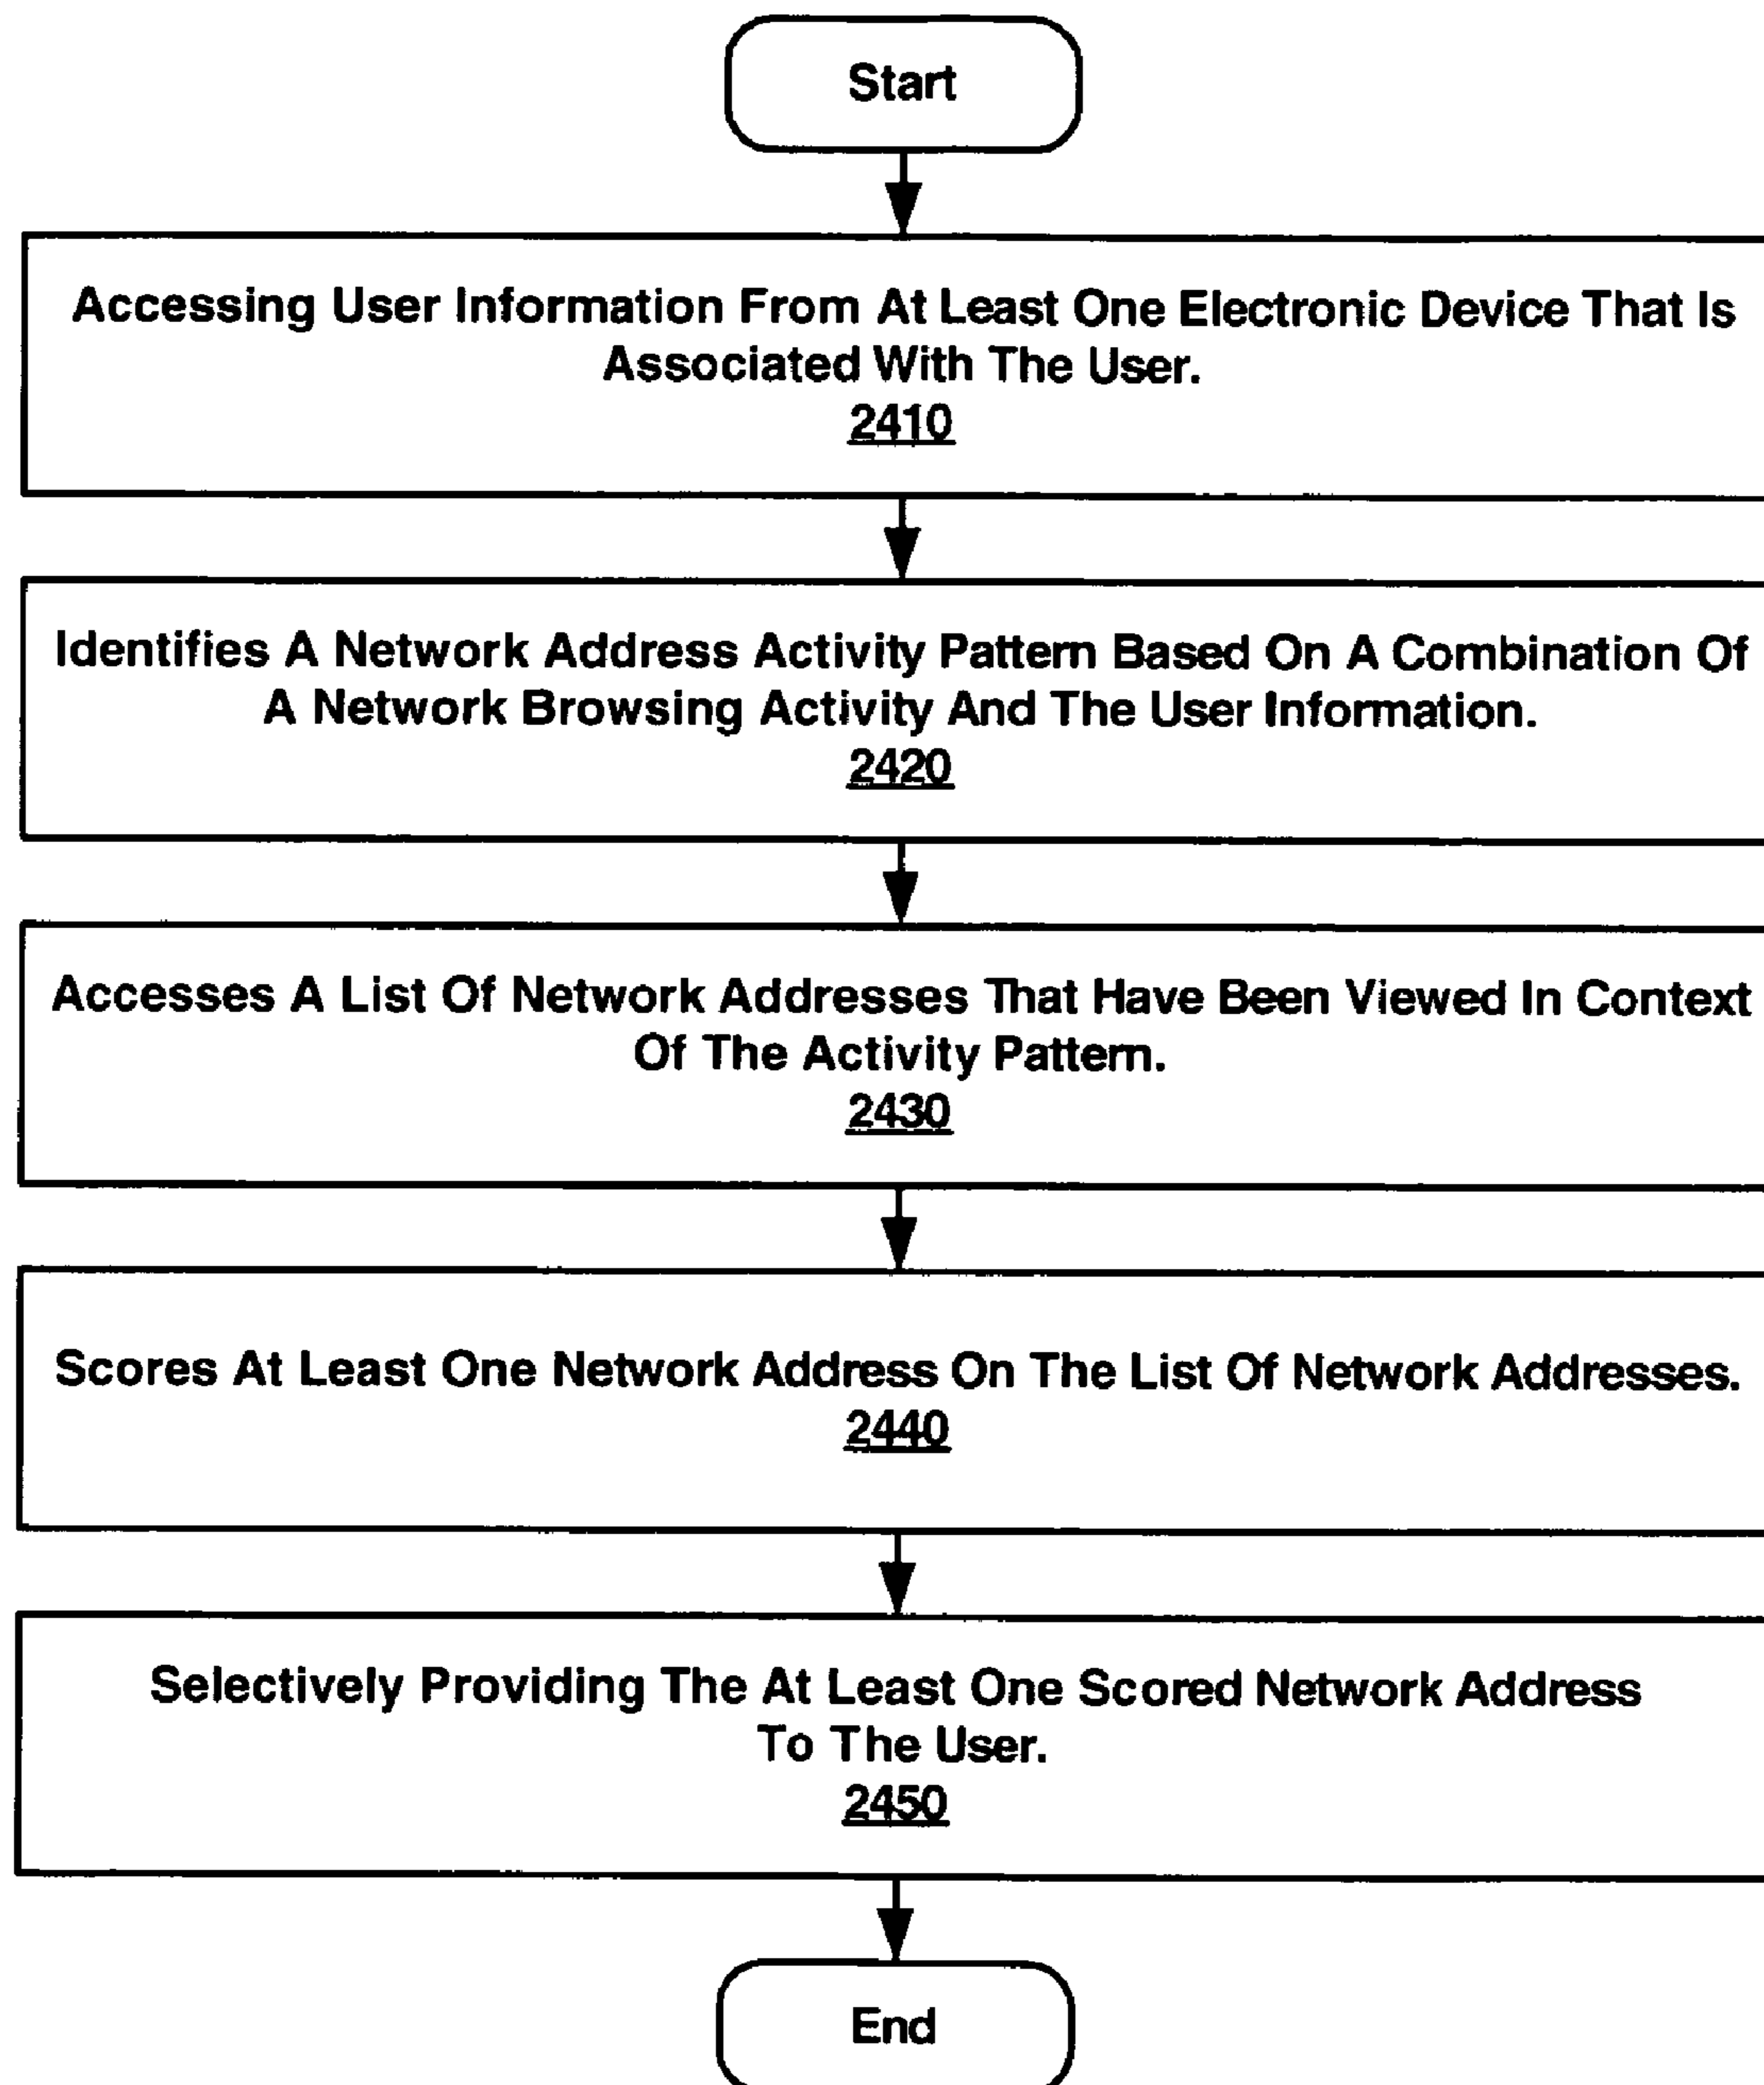 Start
Accessing User Information From At Least One Electronic Device That Is
Associated With The User.
2410
Identifies A Network Address Activity Pattern Based On A Combination Of
A Network Browsing Activity And The User Information.
2420
Accesses A List Of Network Addresses That Have Been Viewed In Context
Of The Activity Pattern.
2430
Scores At Least One Network Address On The List Of Network Addresses.
2440
Selectively Providing The At Least One Scored Network Address
To The User.
2450
End